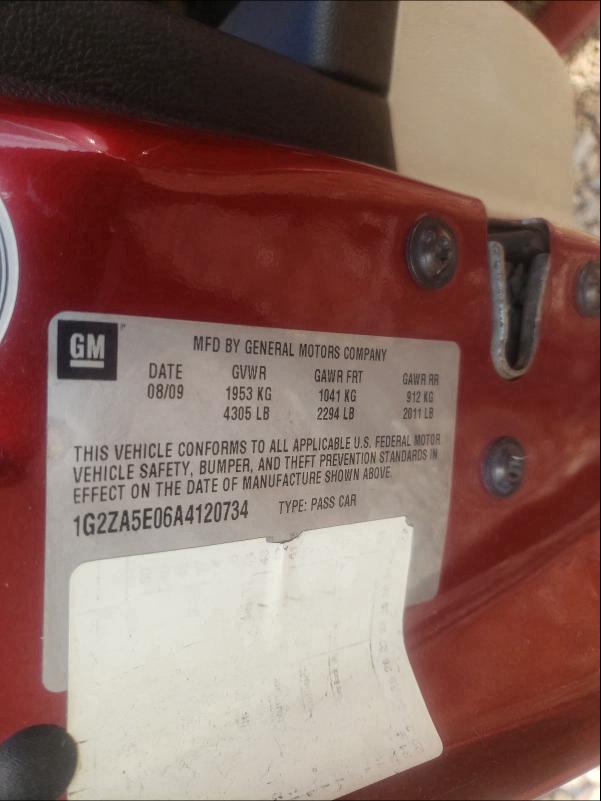 GM
MFD BY GENERAL MOTORS COMPANY
DATE GVWR GAWR FRT GAWR RR
08/09 1953 KG 1041 KG 912 KG
4305 LB 2294 LB 2011 LB
THIS VEHICLE CONFORMS TO ALL APPLICABLE U.S. FEDERAL MOTOR
VEHICLE SAFETY, BUMPER, AND THEFT PREVENTION STANDARDS IN
EFFECT ON THE DATE OF MANUFACTURE SHOWN ABOVE.
1G2ZA5E06A4120734 TYPE: PASS CAR